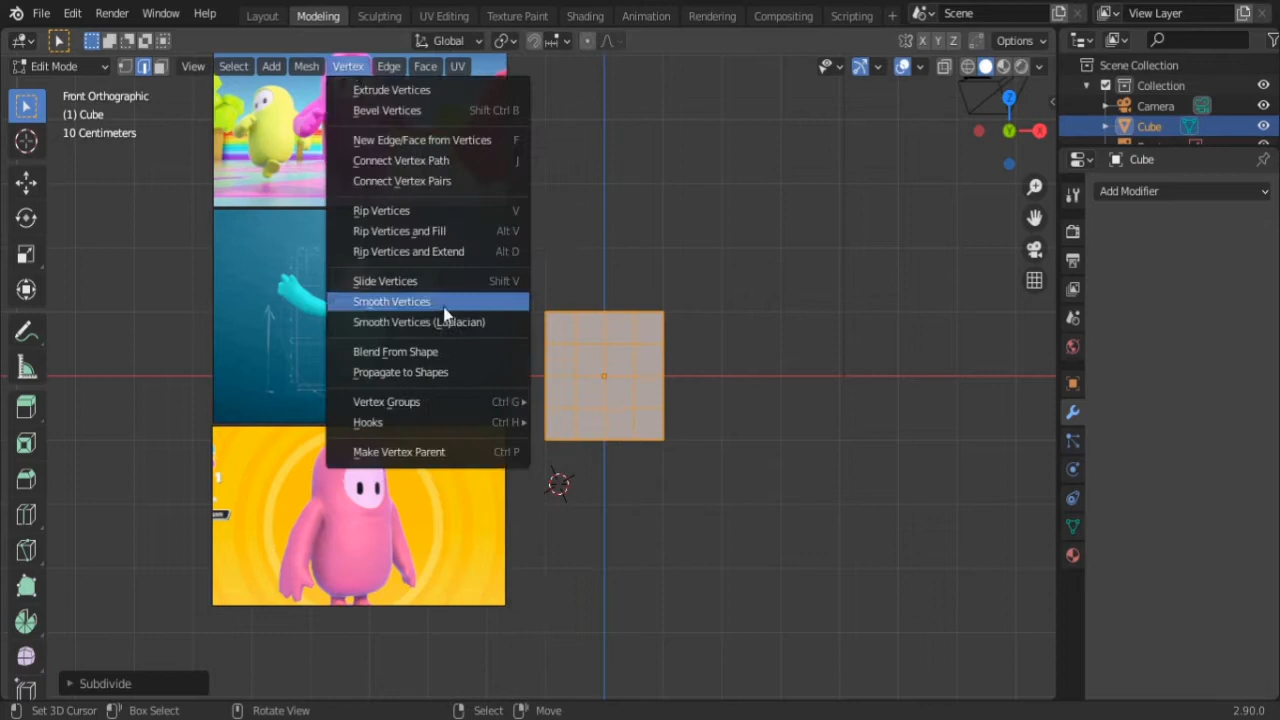 File Edit Render Window Help Layout Modeling Sculpting UV Editing Texture Paint Shading Animation Rendering Compositing Scripting + Scene View Layer
Edit Mode View Select Add Mesh Vertex Edge Face UV Global X Y Z Options
Front Orthographic
(1) Cube
10 Centimeters
Extrude Vertices
Bevel Vertices Shift Ctrl B
New Edge/Face from Vertices F
Connect Vertex Path J
Connect Vertex Pairs
Rip Vertices V
Rip Vertices and Fill Alt V
Rip Vertices and Extend Alt D
Slide Vertices Shift V
Smooth Vertices
Smooth Vertices (Laplacian)
Blend From Shape
Propagate to Shapes
Vertex Groups Ctrl G
Hooks Ctrl H
Make Vertex Parent Ctrl P
Z
Y
X
Scene Collection
Collection
Camera
Cube
Cube
Add Modifier
Subdivide
Set 3D Cursor Box Select Rotate View Select Move 2.90.0